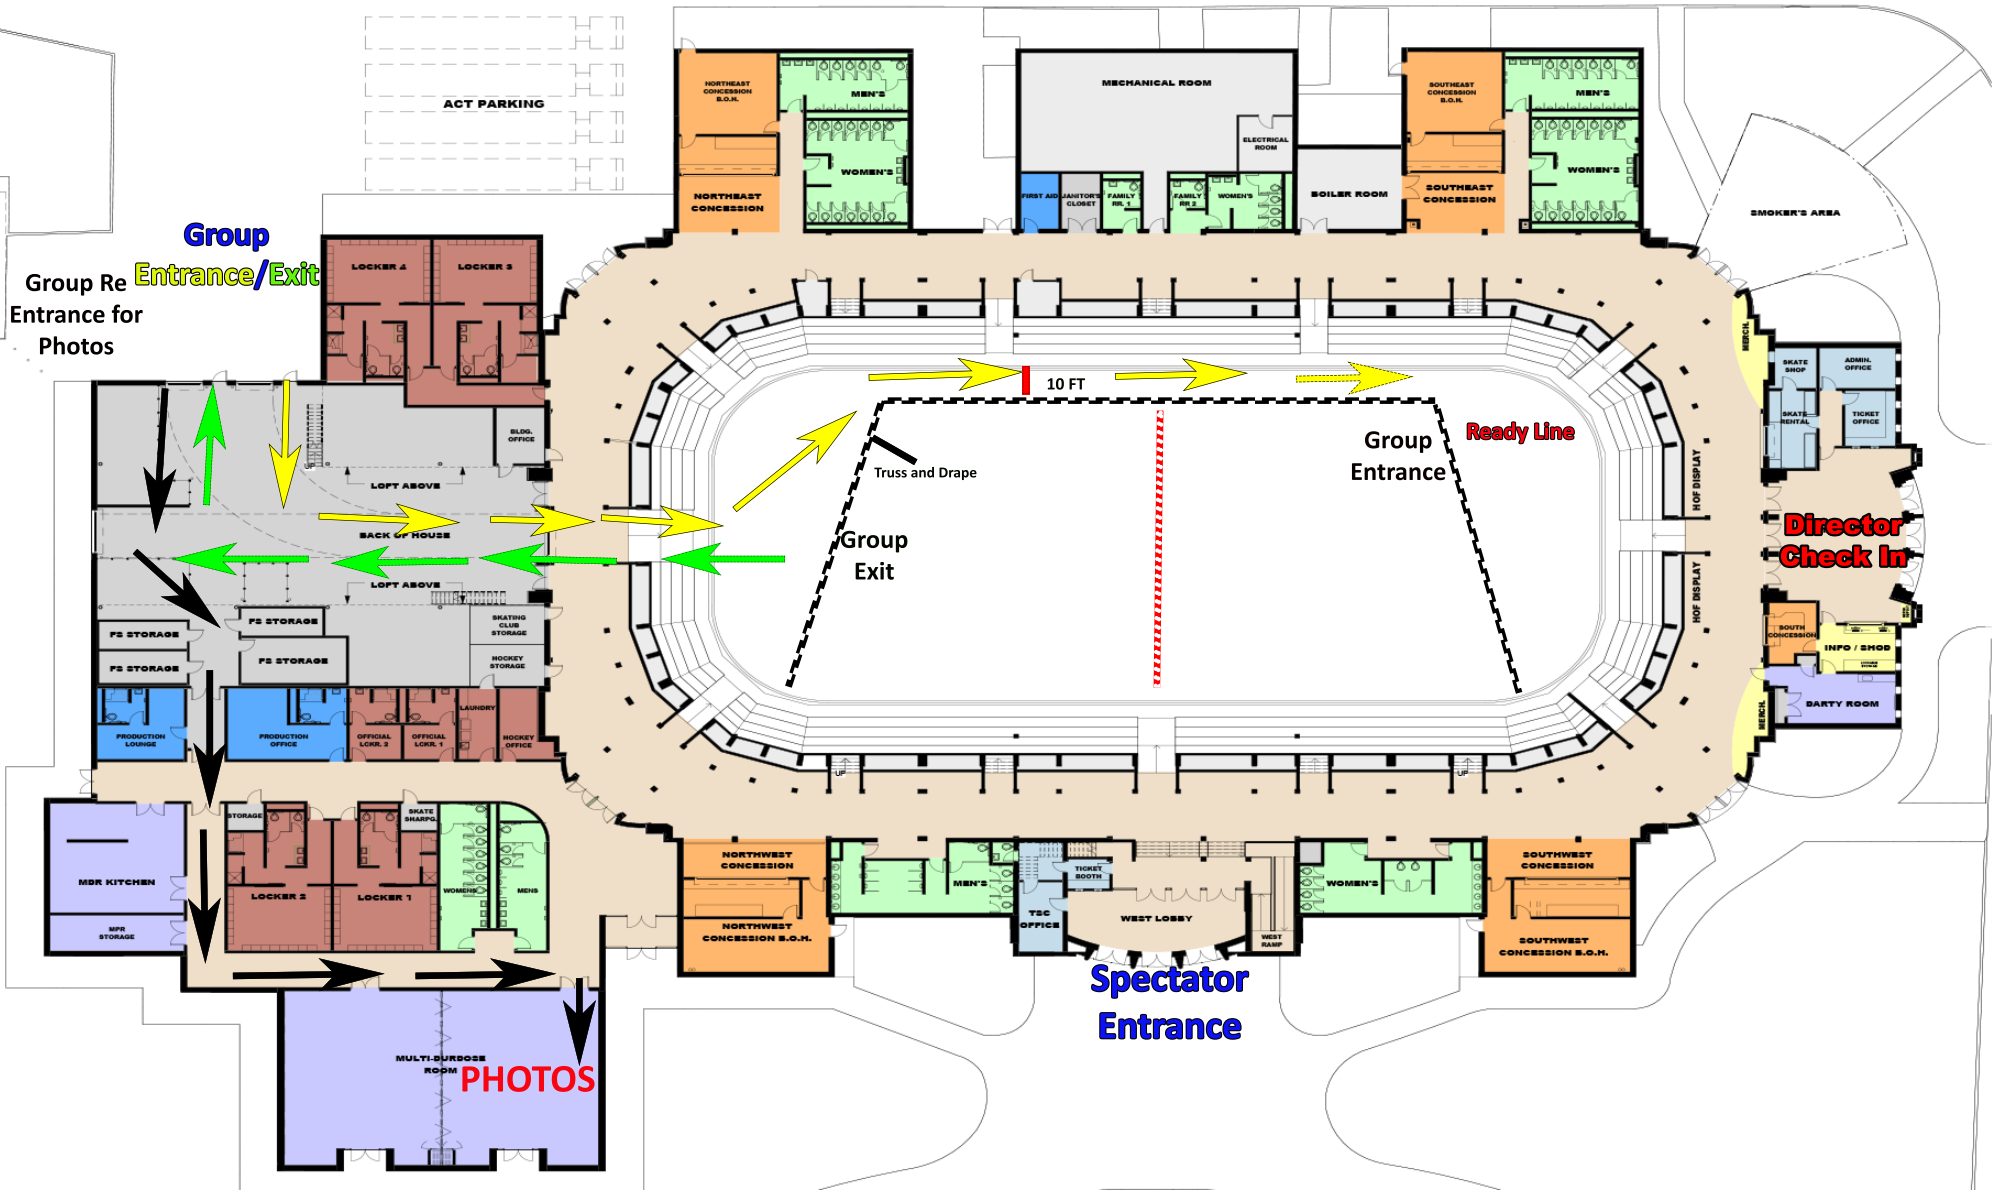 ACT PARKING
NORTHEAST
CONCESSION
B.O.H.
MEN'S
WOMEN'S
NORTHEAST
CONCESSION
MECHANICAL ROOM
ELECTRICAL
ROOM
FIRST AID
JANITOR'S
CLOSET
FAMILY
RR. 1
FAMILY
RR 2
WOMEN'S
BOILER ROOM
SOUTHEAST
CONCESSION
B.O.H.
MEN'S
WOMEN'S
SOUTHEAST
CONCESSION
SMOKER'S AREA
Group
Entrance/Exit
Group Re
Entrance for
Photos
LOCKER 4
LOCKER 3
BLDG.
OFFICE
UP
LOFT ABOVE
BACK OF HOUSE
LOFT ABOVE
10 FT
Truss and Drape
Group
Exit
Group
Entrance
Ready Line
MERCH.
HOF DISPLAY
HOF DISPLAY
MERCH.
SKATE
SHOP
ADMIN.
OFFICE
SKATE
RENTAL
TICKET
OFFICE
Director
Check In
SOUTH
CONCESSION
INFO / SHOP
PARTY ROOM
FS STORAGE
FS STORAGE
FS STORAGE
FS STORAGE
SKATING
CLUB
STORAGE
HOCKEY
STORAGE
PRODUCTION
LOUNGE
PRODUCTION
OFFICE
OFFICIAL
LCKR. 2
OFFICIAL
LCKR. 1
LAUNDRY
HOCKEY
OFFICE
UP
UP
MPR KITCHEN
MPR
STORAGE
STORAGE
SKATE
SHARPG.
LOCKER 2
LOCKER 1
WOMENS
MENS
NORTHWEST
CONCESSION
NORTHWEST
CONCESSION B.O.H.
MEN'S
TICKET
BOOTH
TSC
OFFICE
WEST LOBBY
WEST
RAMP
WOMEN'S
SOUTHWEST
CONCESSION
SOUTHWEST
CONCESSION B.O.H.
Spectator
Entrance
MULTI-PURPOSE
ROOM
PHOTOS